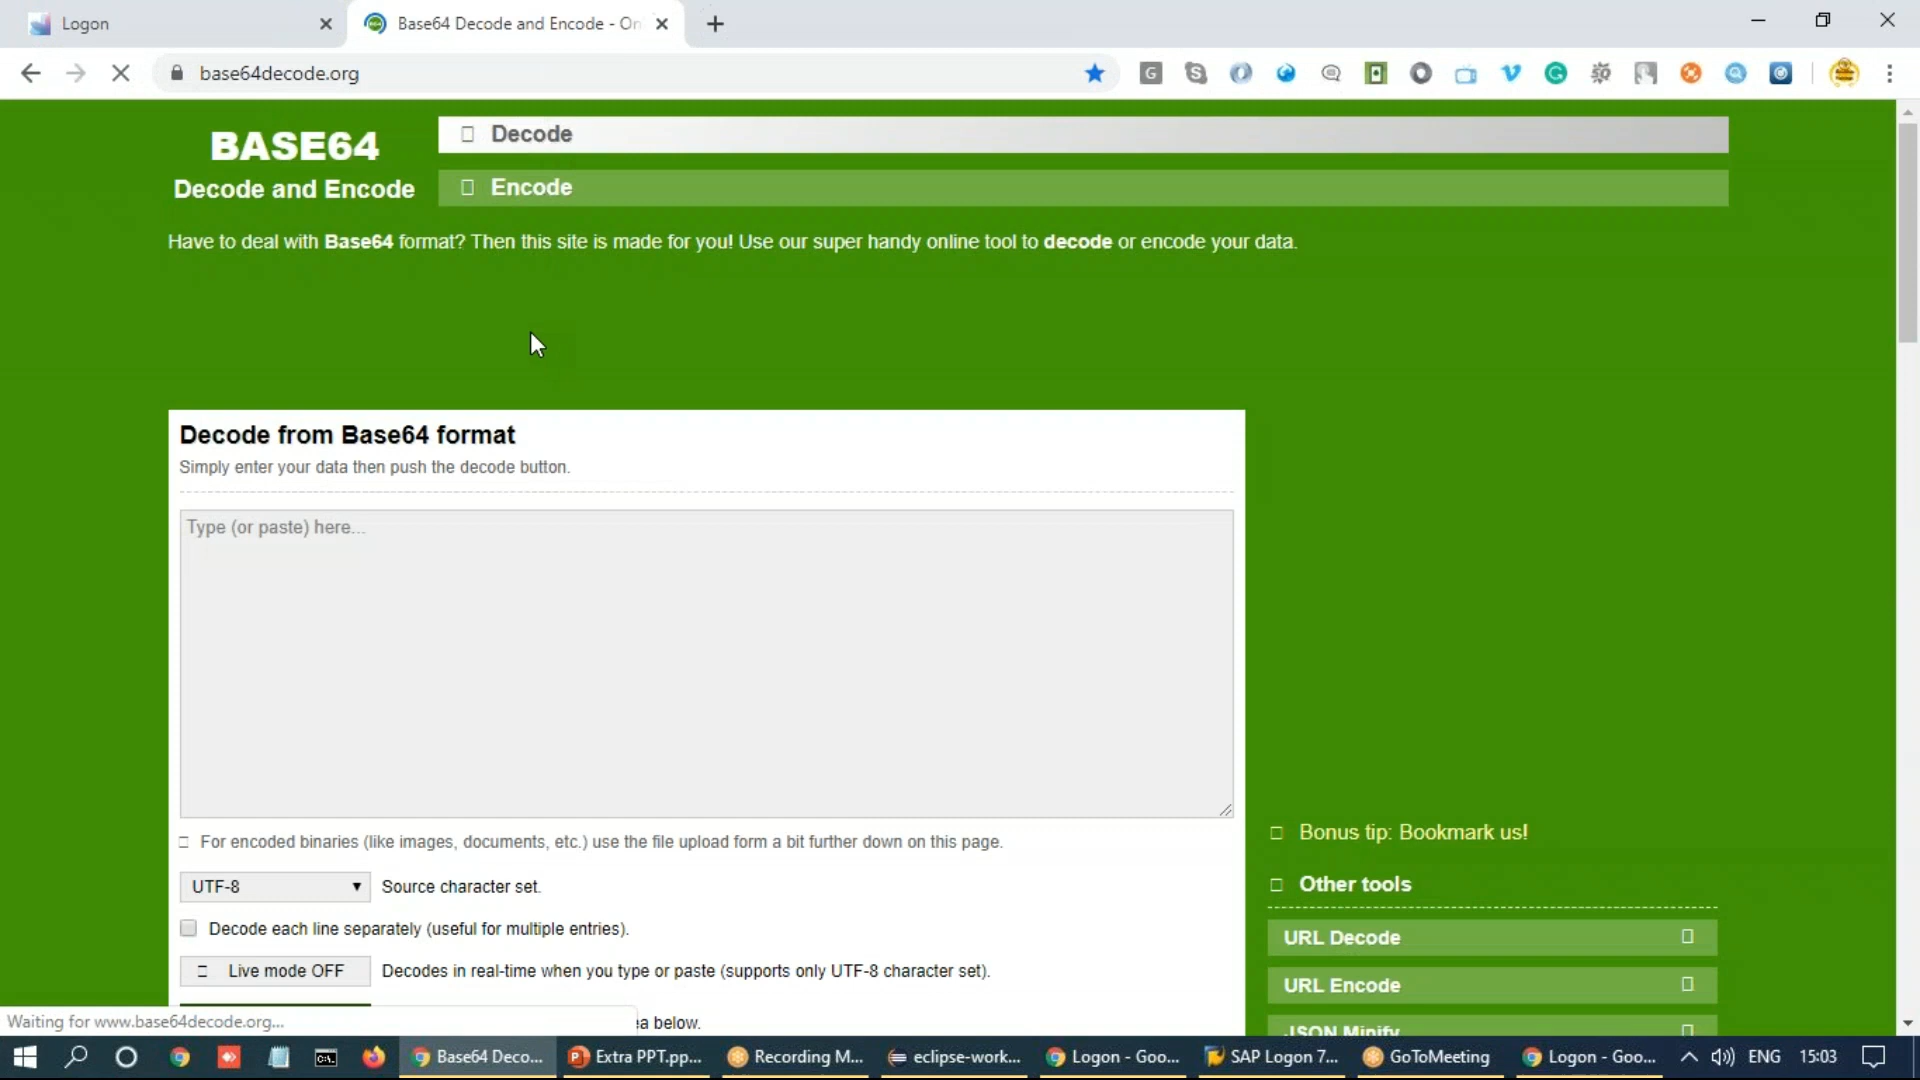 Logon
Base64 Decode and Encode - On
base64decode.org
BASE64
Decode and Encode
Decode
Encode
Have to deal with Base64 format? Then this site is made for you! Use our super handy online tool to decode or encode your data.
Decode from Base64 format
Simply enter your data then push the decode button.
Type (or paste) here...
For encoded binaries (like images, documents, etc.) use the file upload form a bit further down on this page.
UTF-8 Source character set.
Decode each line separately (useful for multiple entries).
Live mode OFF Decodes in real-time when you type or paste (supports only UTF-8 character set).
below.
Bonus tip: Bookmark us!
Other tools
URL Decode
URL Encode
JSON Minify
Waiting for www.base64decode.org...
Base64 Deco... Extra PPT.pp... Recording M... eclipse-work... Logon - Goo... SAP Logon 7... GoToMeeting Logon - Goo... ENG 15:03